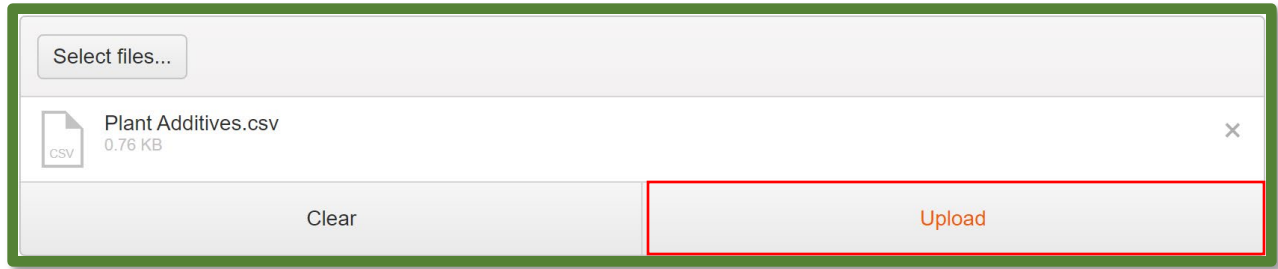 Select files...
Plant Additives.csv
CSV
0.76 KB
Clear
Upload